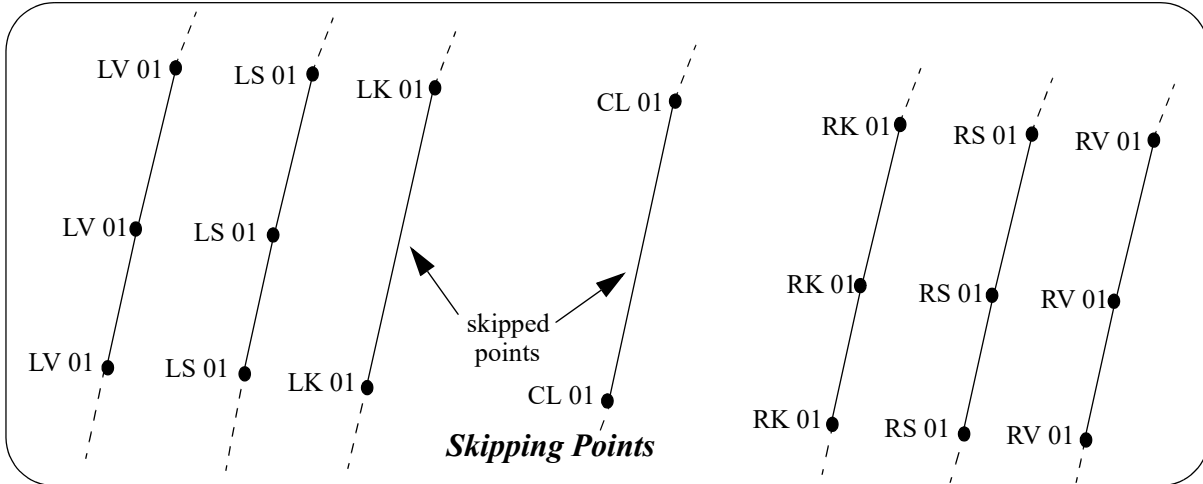 LV 01
LS 01
LK 01
CL 01
RK 01
RS 01
RV 01
LV 01
LS 01
RK 01
RS 01
RV 01
skipped
points
LV 01
LS 01
LK 01
CL 01
RK 01
RS 01
RV 01
Skipping Points